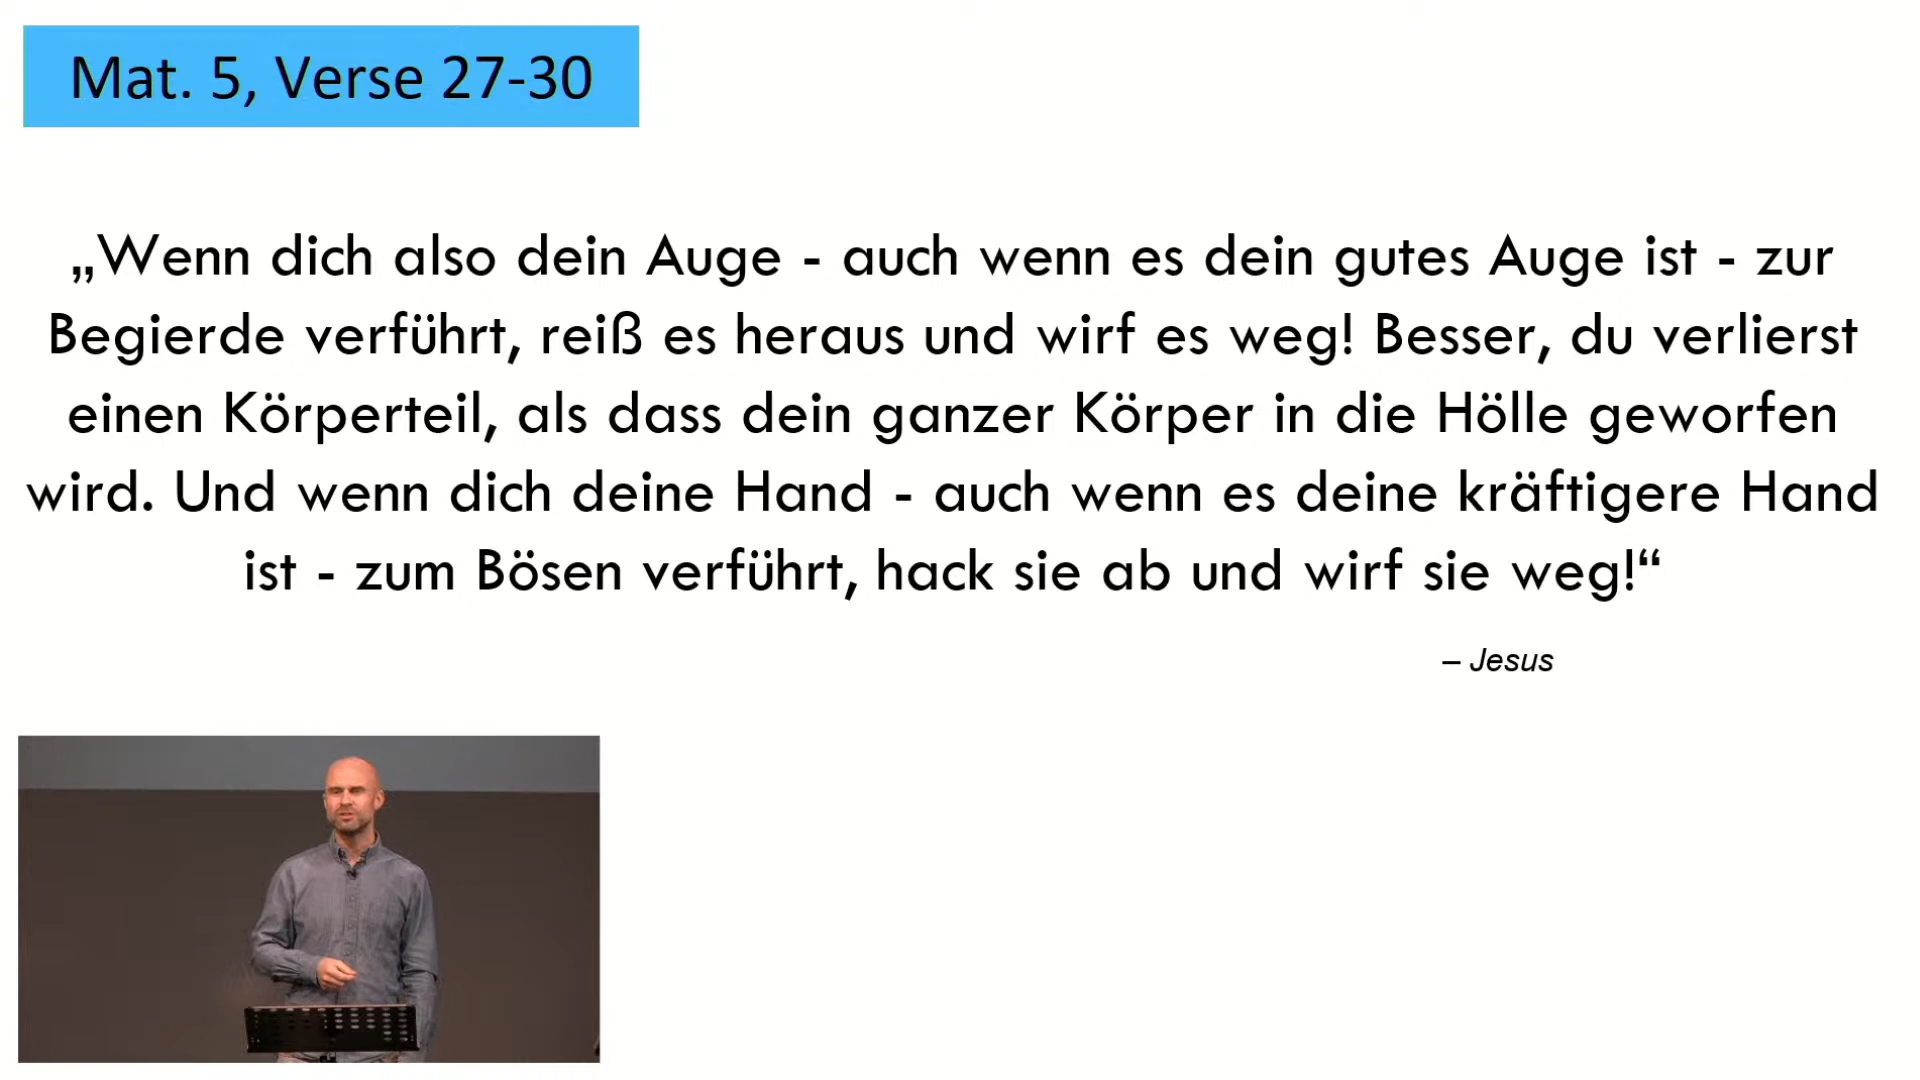 Mat. 5, Verse 27-30
„Wenn dich also dein Auge - auch wenn es dein gutes Auge ist - zur
Begierde verführt, reiß es heraus und wirf es weg! Besser, du verlierst
einen Körperteil, als dass dein ganzer Körper in die Hölle geworfen
wird. Und wenn dich deine Hand - auch wenn es deine kräftigere Hand
ist - zum Bösen verführt, hack sie ab und wirf sie weg!“
– Jesus